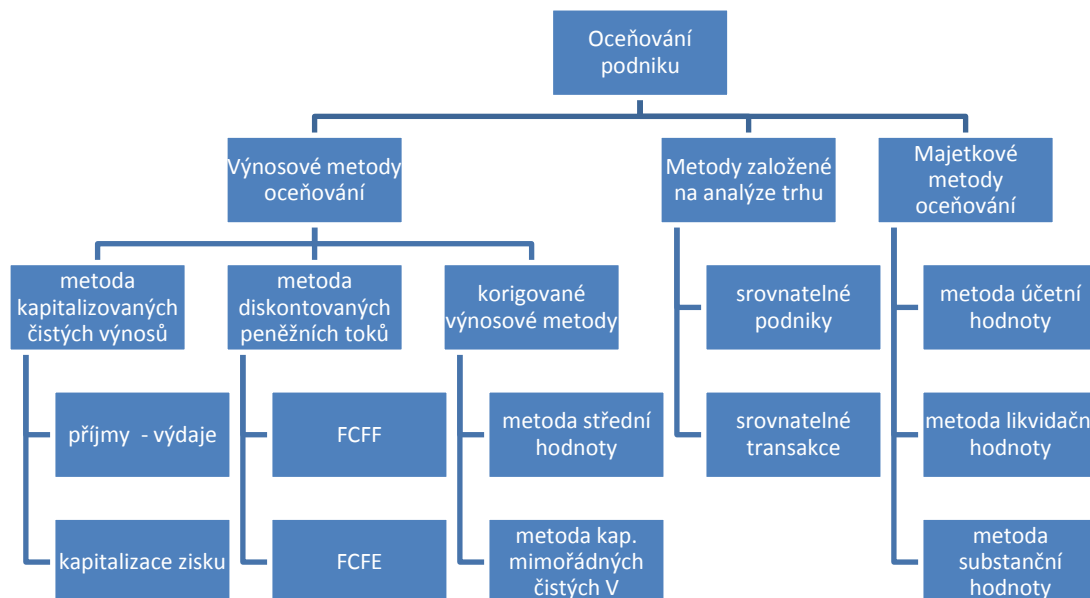 Oceňování
podniku
Výnosové metody
oceňování
Metody založené
na analýze trhu
Majetkové
metody
oceňování
metoda
kapitalizovaných
čistých výnosů
metoda
diskontovaných
peněžních toků
korigované
výnosové metody
srovnatelné
podniky
metoda účetní
hodnoty
příjmy - výdaje
FCFF
metoda střední
hodnoty
srovnatelné
transakce
metoda likvidačn
hodnoty
kapitalizace zisku
FCFE
metoda kap.
mimořádných
čistých V
metoda
substanční
hodnoty